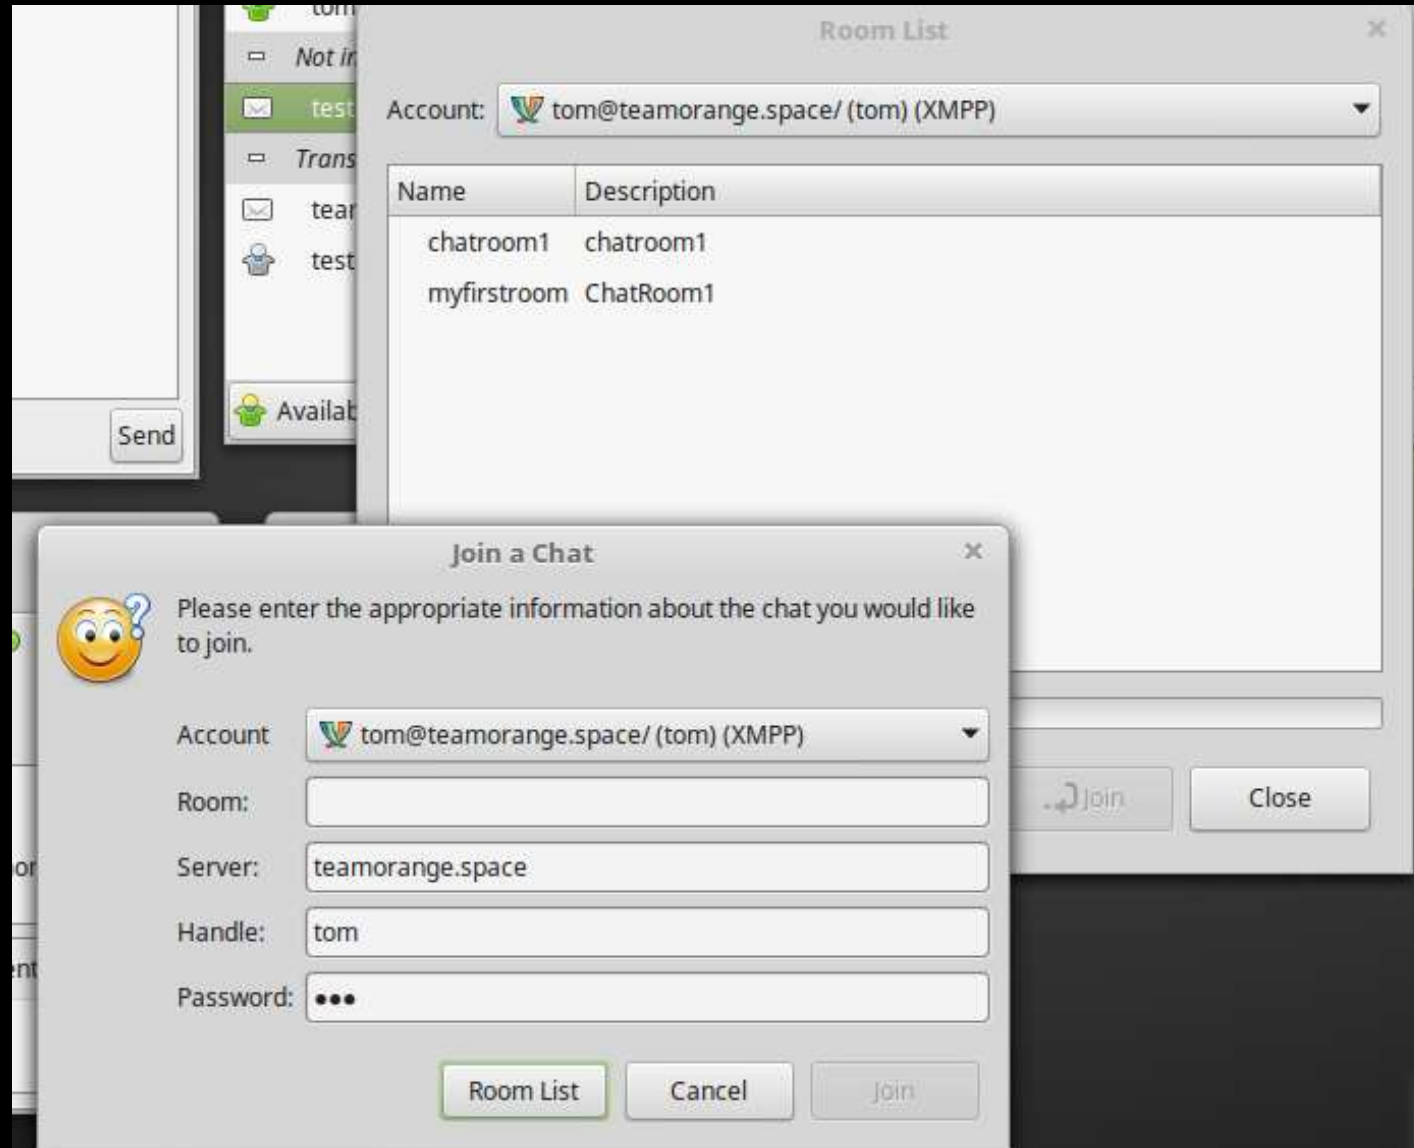 Room List
Not in
test
Account: tom@teamorange.space/ (tom) (XMPP)
Trans
Name Description
chatroom1 chatroom1
test
myfirstroom ChatRoom1
Availab
Send
Join a Chat
Please enter the appropriate information about the chat you would like
to join.
Account tom@teamorange.space/ (tom) (XMPP)
Room:
Join Close
Server: teamorange.space
Handle: tom
Password: •••
Room List Cancel Join